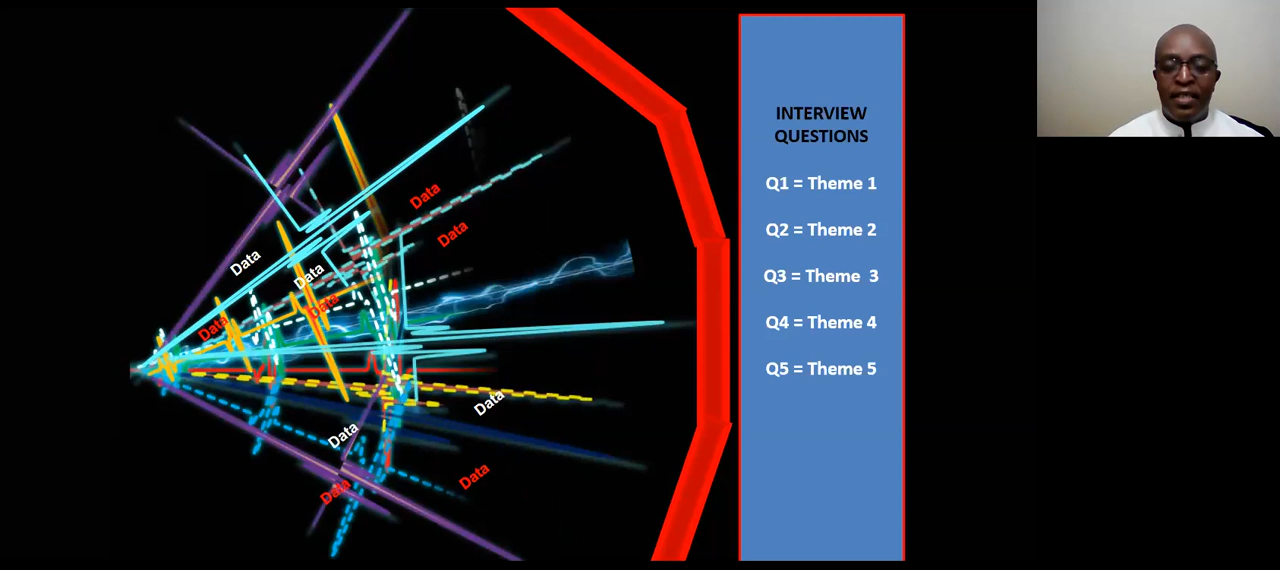 Data
Data
Data
Data
Data
Data
Data
Data
Data
Data
INTERVIEW
QUESTIONS
Q1 = Theme 1
Q2 = Theme 2
Q3 = Theme  3
Q4 = Theme 4
Q5 = Theme 5